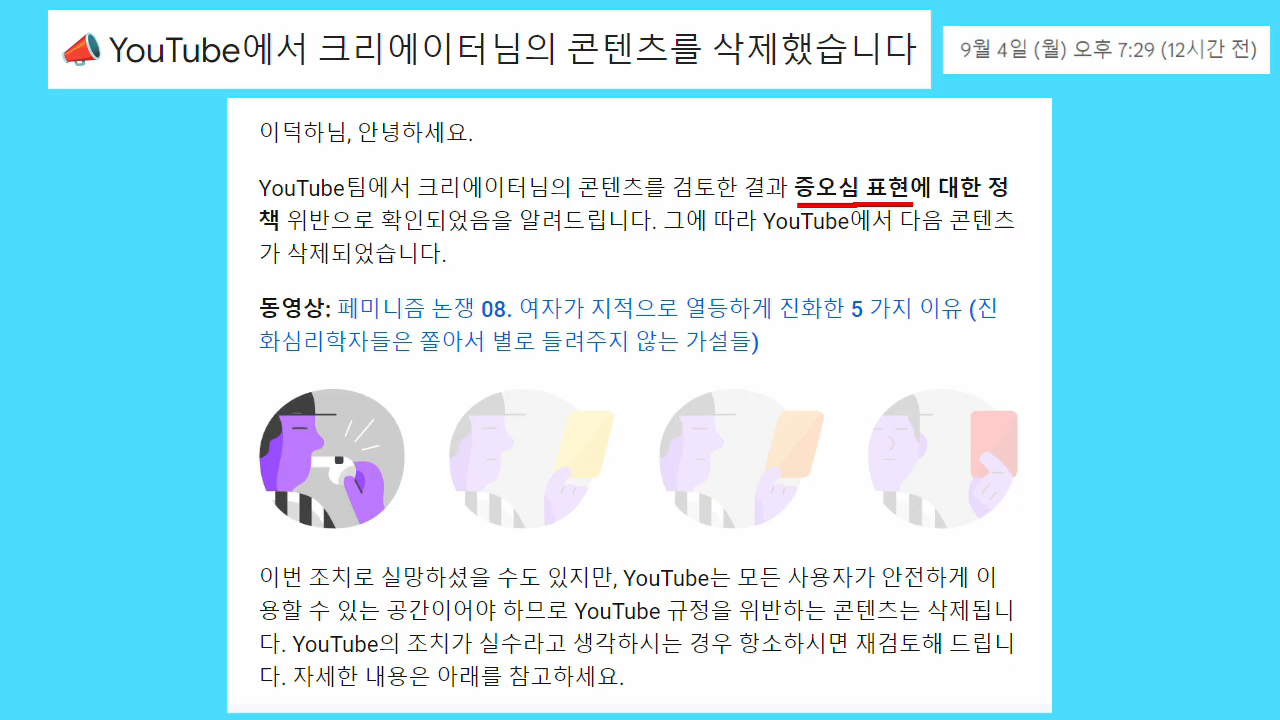 YouTube에서 크리에이터님의 콘텐츠를 삭제했습니다
9월 4일 (월) 오후 7:29 (12시간 전)
이덕하님, 안녕하세요.
YouTube팀에서 크리에이터님의 콘텐츠를 검토한 결과 증오심 표현에 대한 정
책 위반으로 확인되었음을 알려드립니다. 그에 따라 YouTube에서 다음 콘텐츠
가 삭제되었습니다.
동영상: 페미니즘 논쟁 08. 여자가 지적으로 열등하게 진화한 5 가지 이유 (진
화심리학자들은 쫄아서 별로 들려주지 않는 가설들)
이번 조치로 실망하셨을 수도 있지만, YouTube는 모든 사용자가 안전하게 이
용할 수 있는 공간이어야 하므로 YouTube 규정을 위반하는 콘텐츠는 삭제됩니
다. YouTube의 조치가 실수라고 생각하시는 경우 항소하시면 재검토해 드립니
다. 자세한 내용은 아래를 참고하세요.